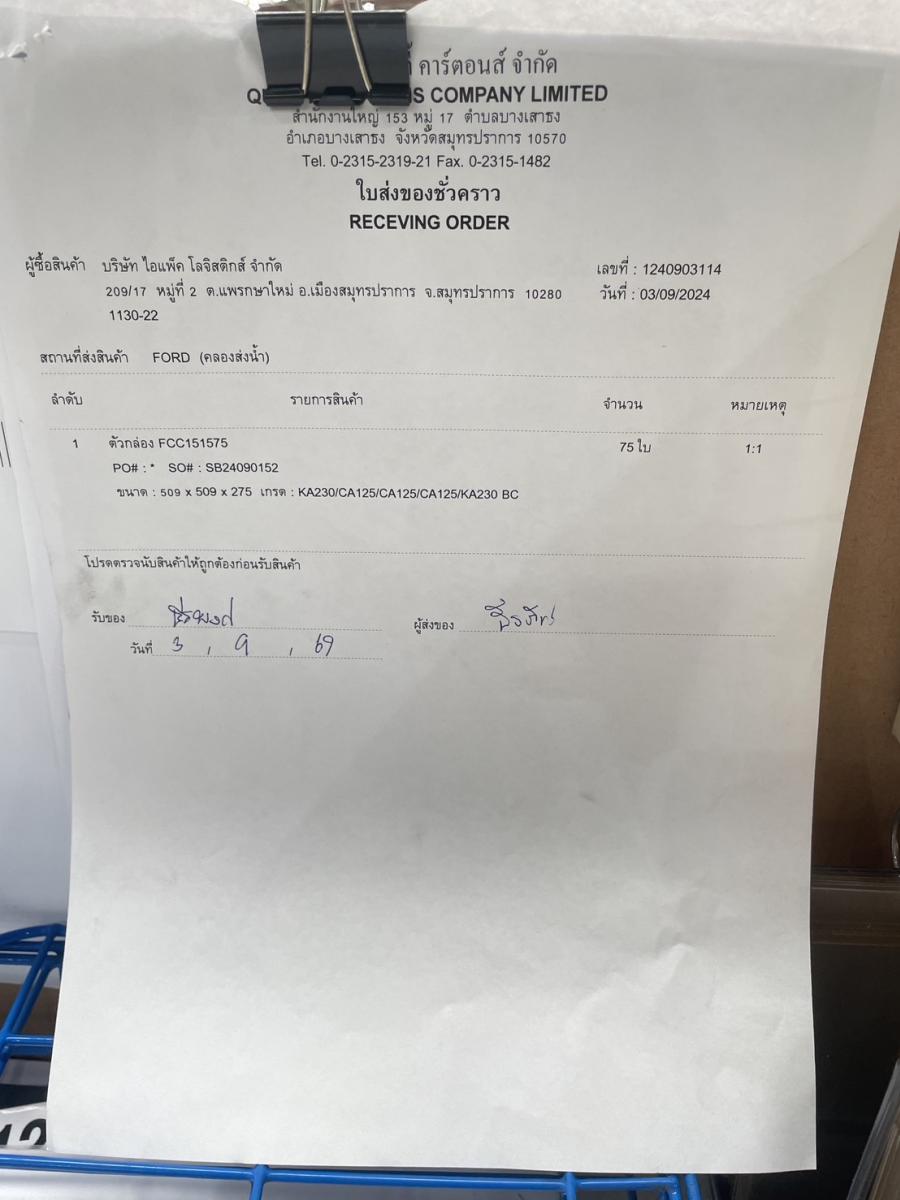 คาร์ตอนส์ จำกัด
COMPANY LIMITED
สำนักงานใหญ่ 153 หมู่ 17 ตำบลบางเสาธง
อำเภอบางเสาธง จังหวัดสมุทรปราการ 10570
Tel. 0-2315-2319-21 Fax. 0-2315-1482
ใบส่งของชั่วคราว
RECEVING ORDER
ผู้ซื้อสินค้า บริษัท ไอแพ็ค โลจิสติกส์ จำกัด เลขที่ : 1240903114
209/17 หมู่ที่ 2 ต.แพรกษาใหม่ อ.เมืองสมุทรปราการ จ.สมุทรปราการ 10280 วันที่ : 03/09/2024
1130-22
สถานที่ส่งสินค้า FORD (คลองส่งน้ำ)
ลำดับ รายการสินค้า จำนวน หมายเหตุ
1 ตัวกล่อง FCC151575 75 ใบ 1:1
PO# : * SO# : SB24090152
ขนาด : 509 x 509 x 275 เกรด : KA230/CA125/CA125/CA125/KA230 BC
โปรดตรวจนับสินค้าให้ถูกต้องก่อนรับสินค้า
รับของ ผู้ส่งของ
วันที่ 3 , 9 , 69